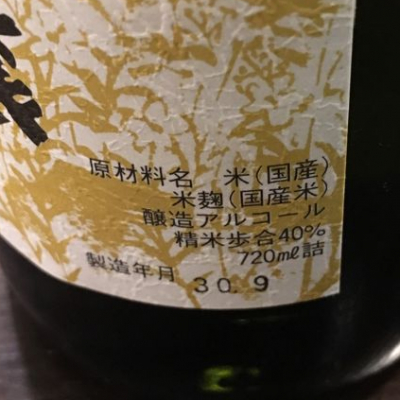 原材料名 米(国産)
米麹(国産米)
醸造アルコール
精米歩合40%
720㎖詰
製造年月 30.9